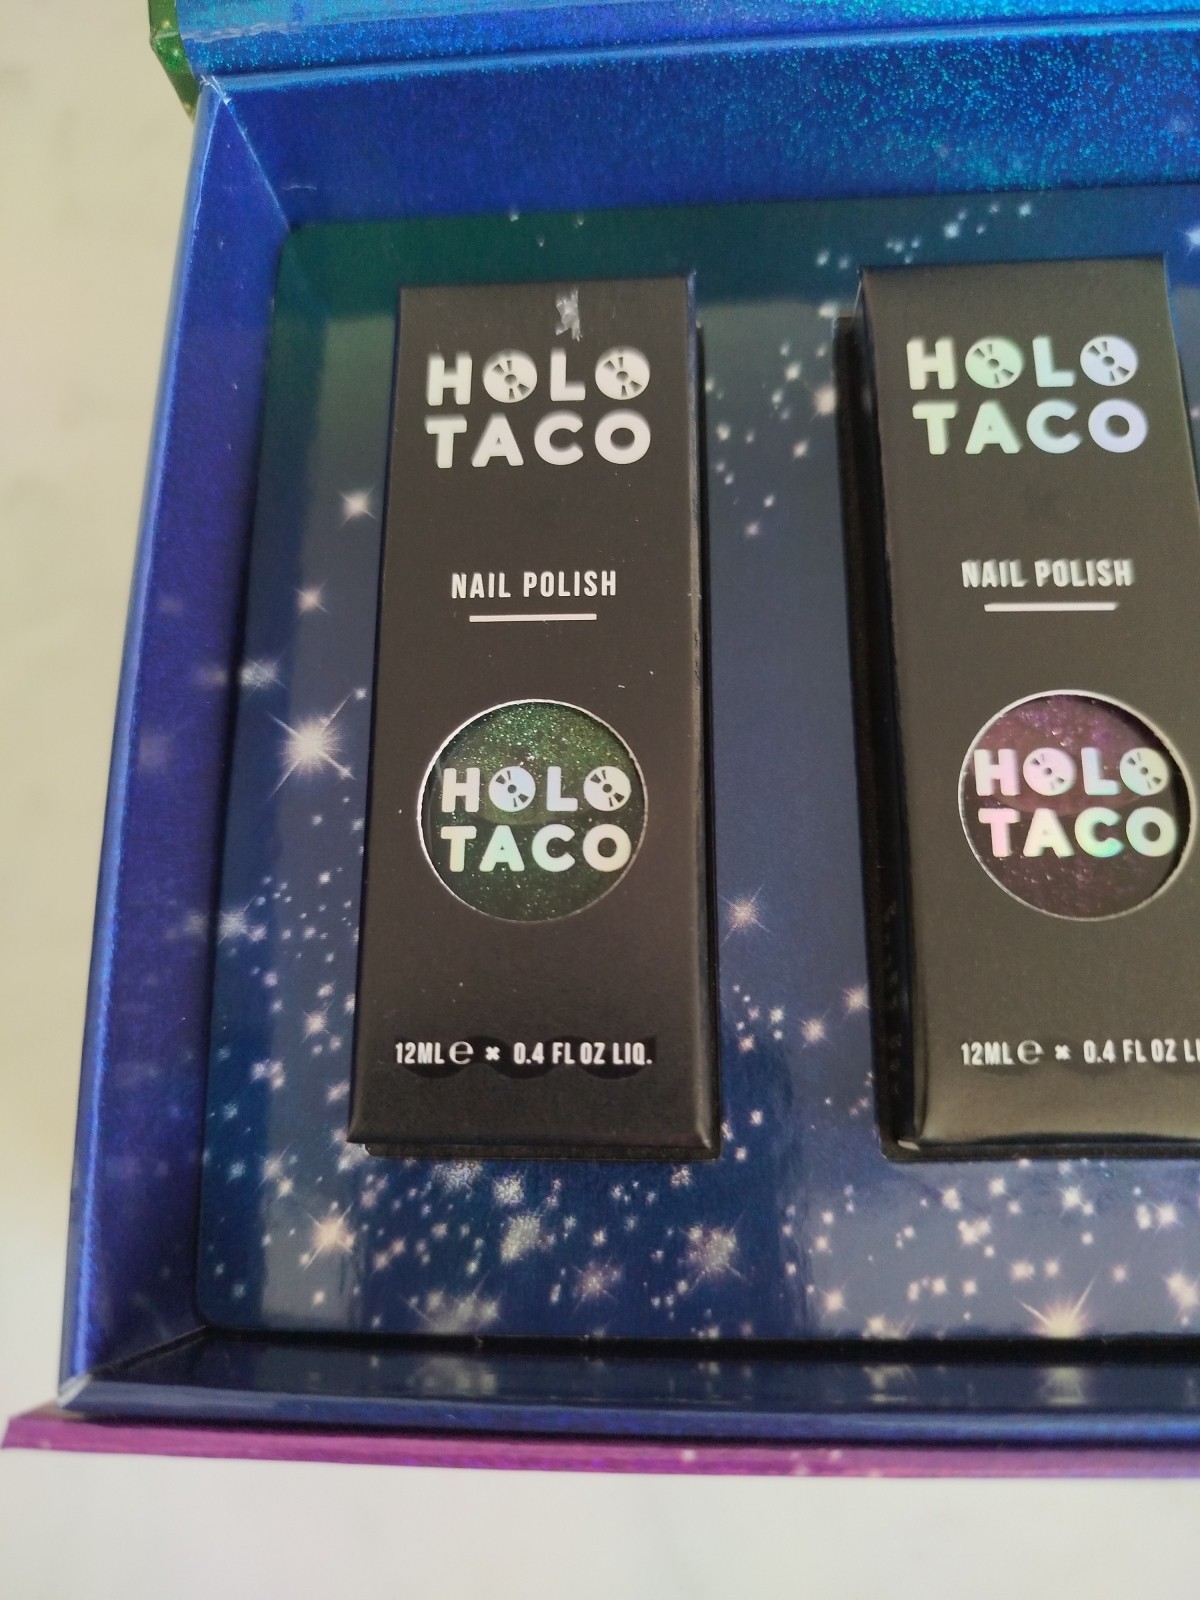 HOLO
TACO
NAIL POLISH
HOLO
TACO
12ML℮ × 0.4 FL OZ LIQ.
HOLO
TACO
NAIL POLISH
HOLO
TACO
12ML℮ × 0.4 FL OZ